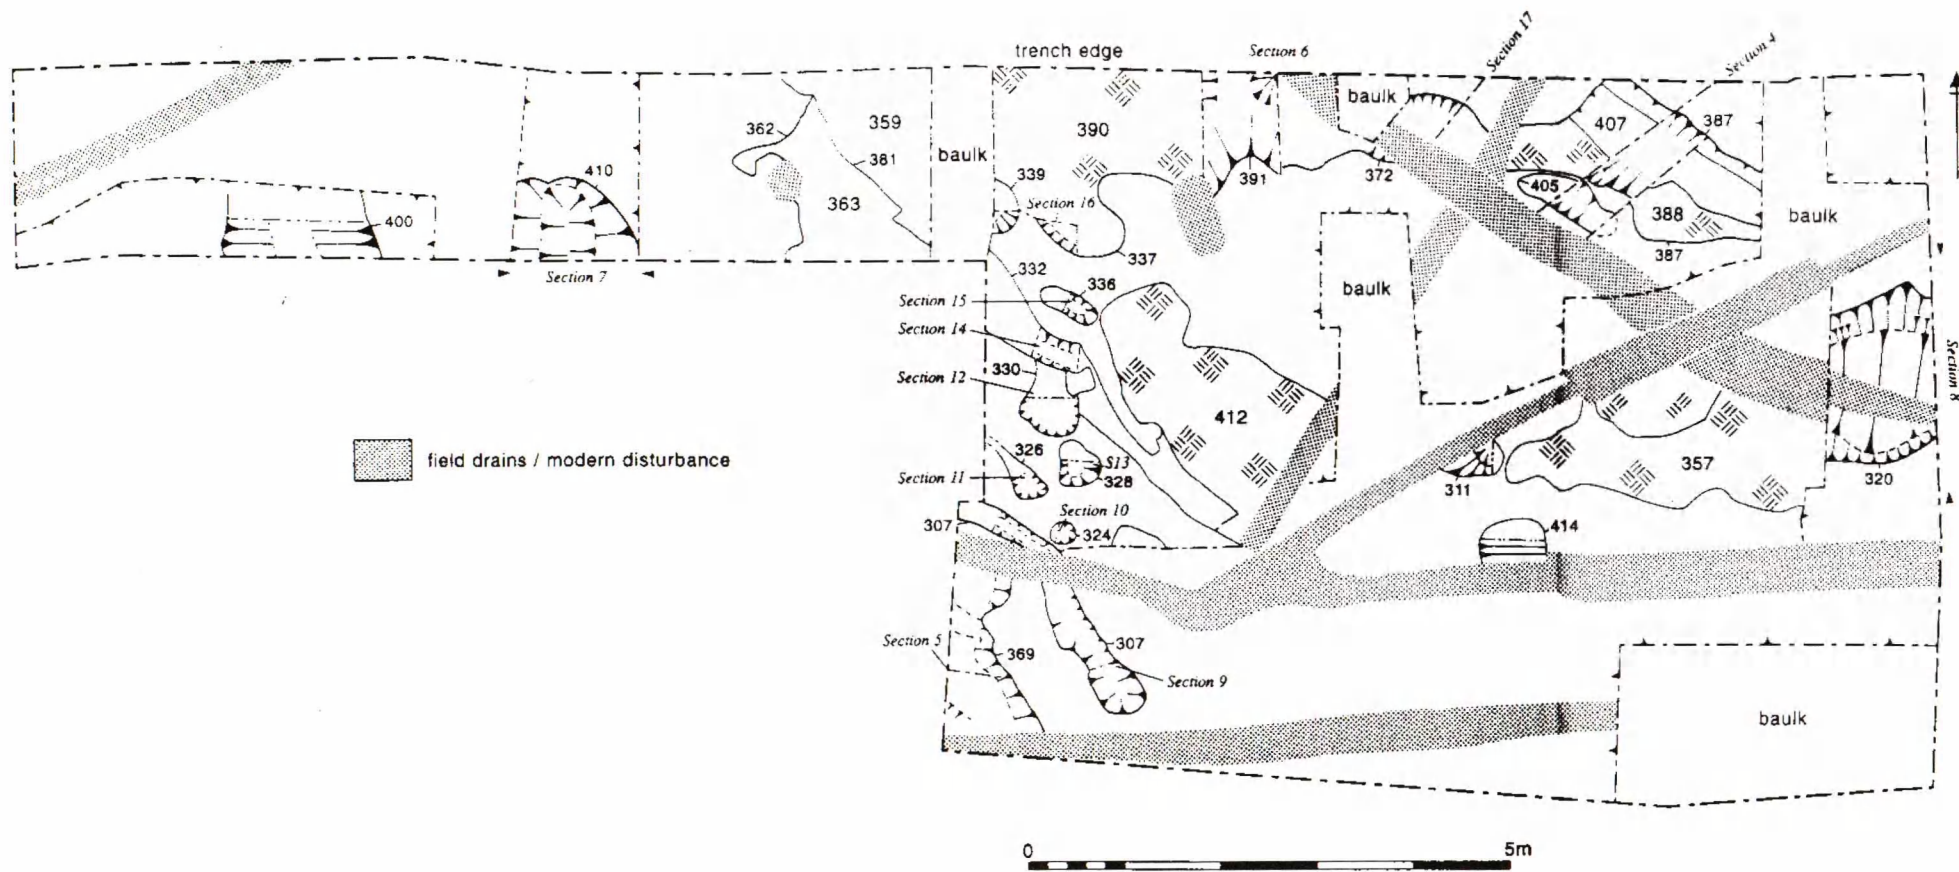 trench edge
Section 6
Section 17
Section 4
baulk
362
359
381
363
baulk
390
407
387
410
400
Section 7
339
Section 16
337
391
372
405
388
387
baulk
332
336
Section 15
Section 14
330
Section 12
baulk
412
Section 8
field drains / modern disturbance
326
S13
328
Section 11
Section 10
324
307
311
357
320
414
Section 5
369
307
Section 9
baulk
0
5m